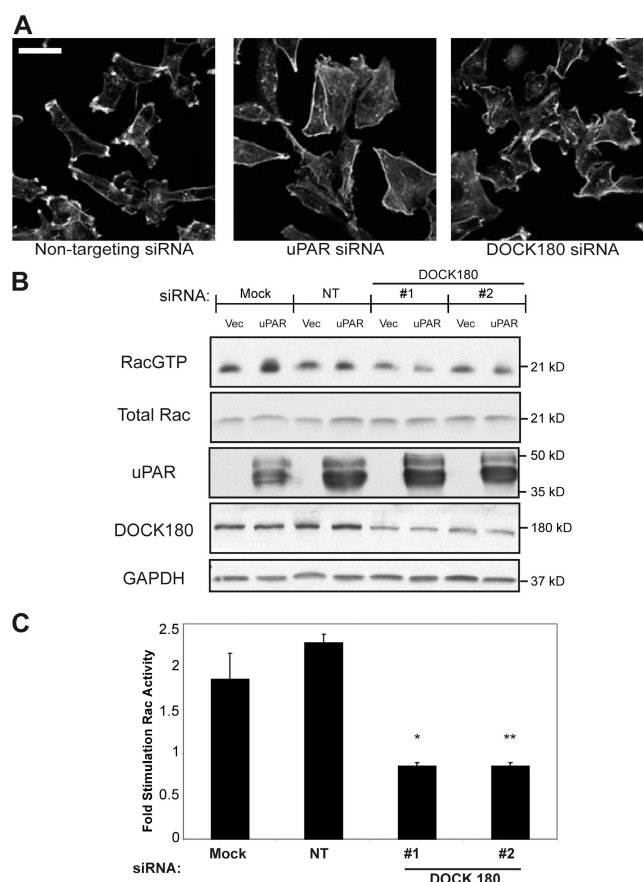 A
Non-targeting siRNA uPAR siRNA DOCK180 siRNA
B
DOCK180
siRNA: Mock NT #1 #2
Vec uPAR Vec uPAR Vec uPAR Vec uPAR
RacGTP 21 kD
Total Rac 21 kD
uPAR 50 kD
35 kD
DOCK180 180 kD
GAPDH 37 kD
C
Fold Stimulation Rac Activity
2.5
2
1.5
1
0.5
0
* **
Mock NT #1 #2
siRNA: DOCK 180